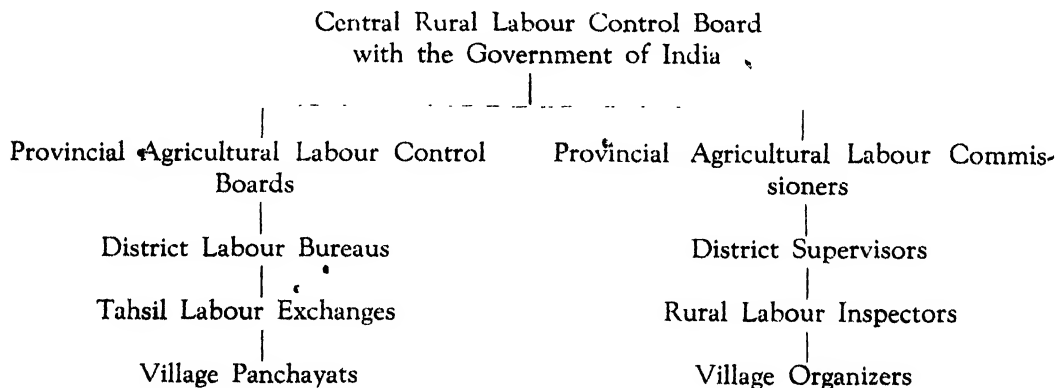 Central Rural Labour Control Board
with the Government of India
Provincial Agricultural Labour Control
Boards
Provincial Agricultural Labour Commis-
sioners
District Labour Bureaus
District Supervisors
Tahsil Labour Exchanges
Rural Labour Inspectors
Village Panchayats
Village Organizers